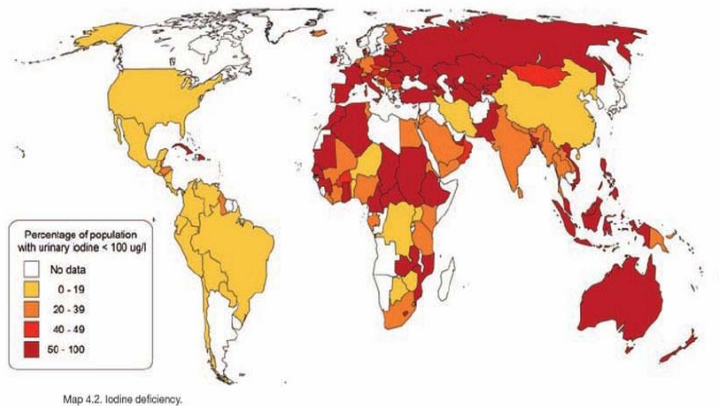 Percentage of population
with urinary iodine < 100 ug/l
No data
0 - 19
20 - 39
40 - 49
50 - 100
Map 4.2. Iodine deficiency.